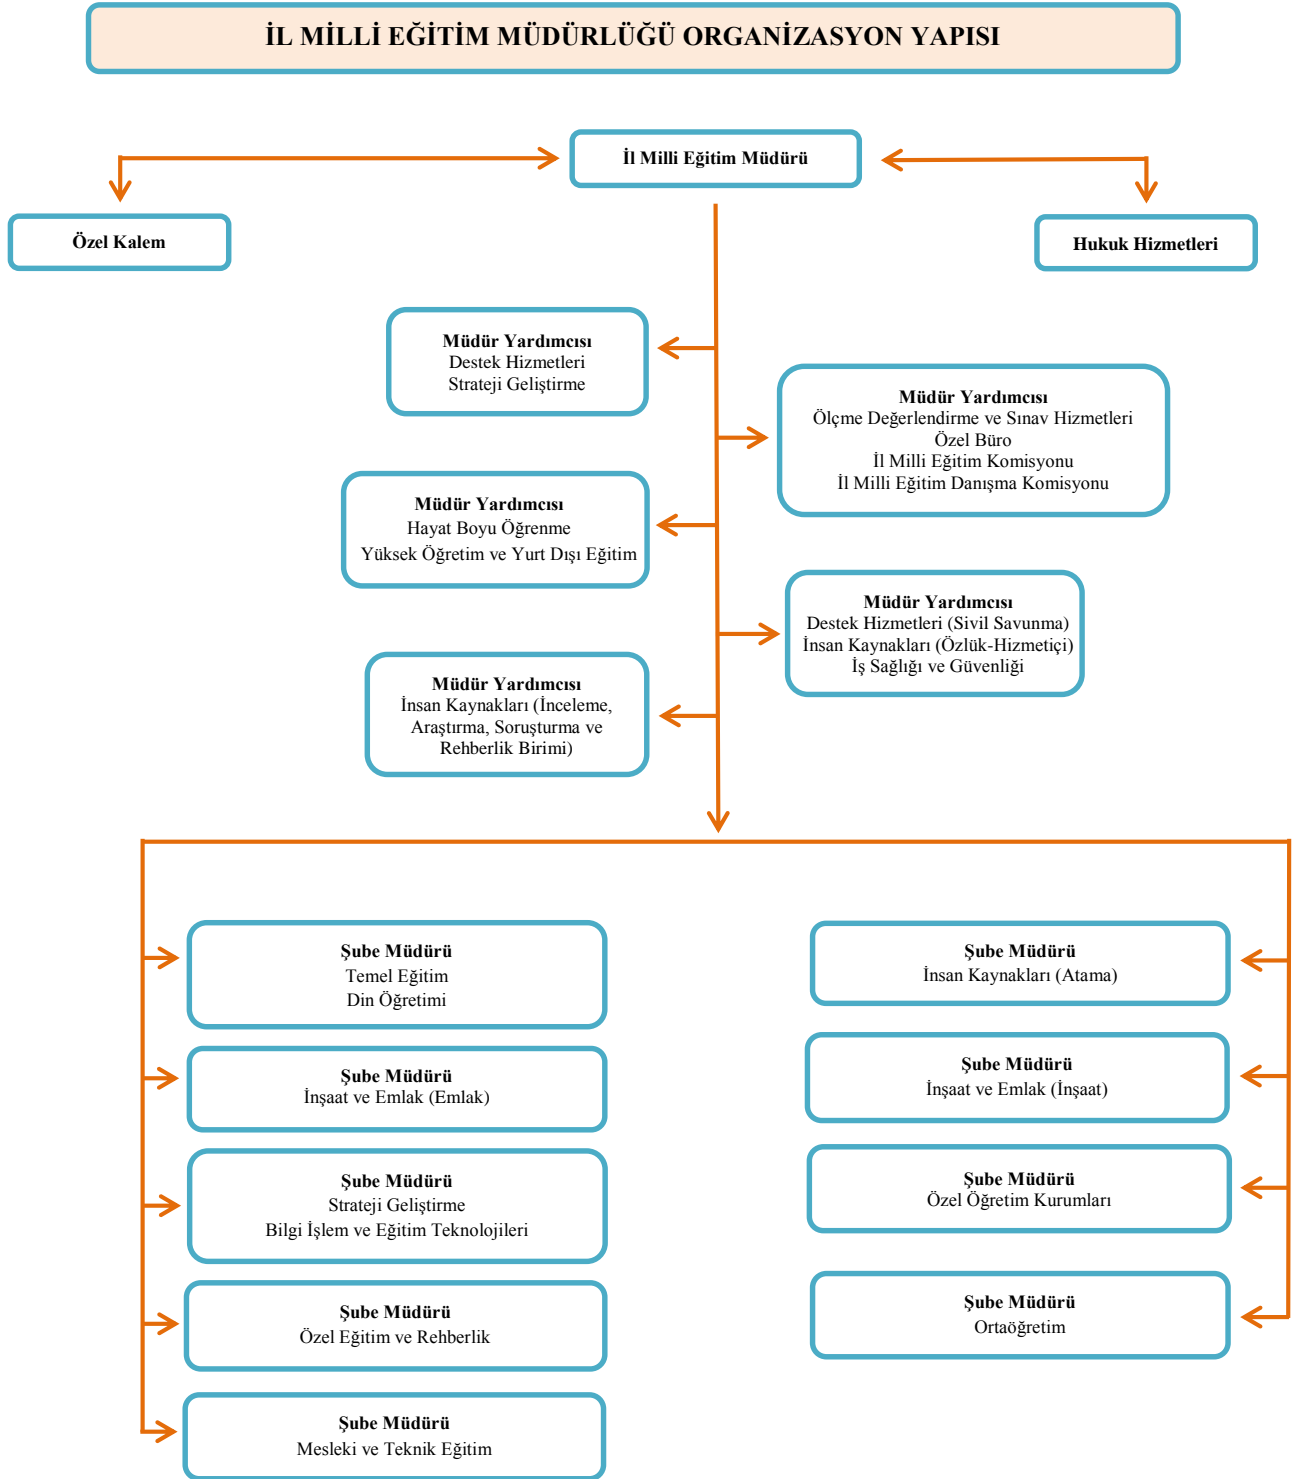 İL MİLLİ EĞİTİM MÜDÜRLÜĞÜ ORGANİZASYON YAPISI
İl Milli Eğitim Müdürü
Özel Kalem
Hukuk Hizmetleri
Müdür Yardımcısı
Destek Hizmetleri
Strateji Geliştirme
Müdür Yardımcısı
Ölçme Değerlendirme ve Sınav Hizmetleri
Özel Büro
İl Milli Eğitim Komisyonu
İl Milli Eğitim Danışma Komisyonu
Müdür Yardımcısı
Hayat Boyu Öğrenme
Yüksek Öğretim ve Yurt Dışı Eğitim
Müdür Yardımcısı
Destek Hizmetleri (Sivil Savunma)
İnsan Kaynakları (Özlük-Hizmetiçi)
İş Sağlığı ve Güvenliği
Müdür Yardımcısı
İnsan Kaynakları (İnceleme,
Araştırma, Soruşturma ve
Rehberlik Birimi)
Şube Müdürü
Temel Eğitim
Din Öğretimi
Şube Müdürü
İnsan Kaynakları (Atama)
Şube Müdürü
İnşaat ve Emlak (Emlak)
Şube Müdürü
İnşaat ve Emlak (İnşaat)
Şube Müdürü
Strateji Geliştirme
Bilgi İşlem ve Eğitim Teknolojileri
Şube Müdürü
Özel Öğretim Kurumları
Şube Müdürü
Özel Eğitim ve Rehberlik
Şube Müdürü
Ortaöğretim
Şube Müdürü
Mesleki ve Teknik Eğitim